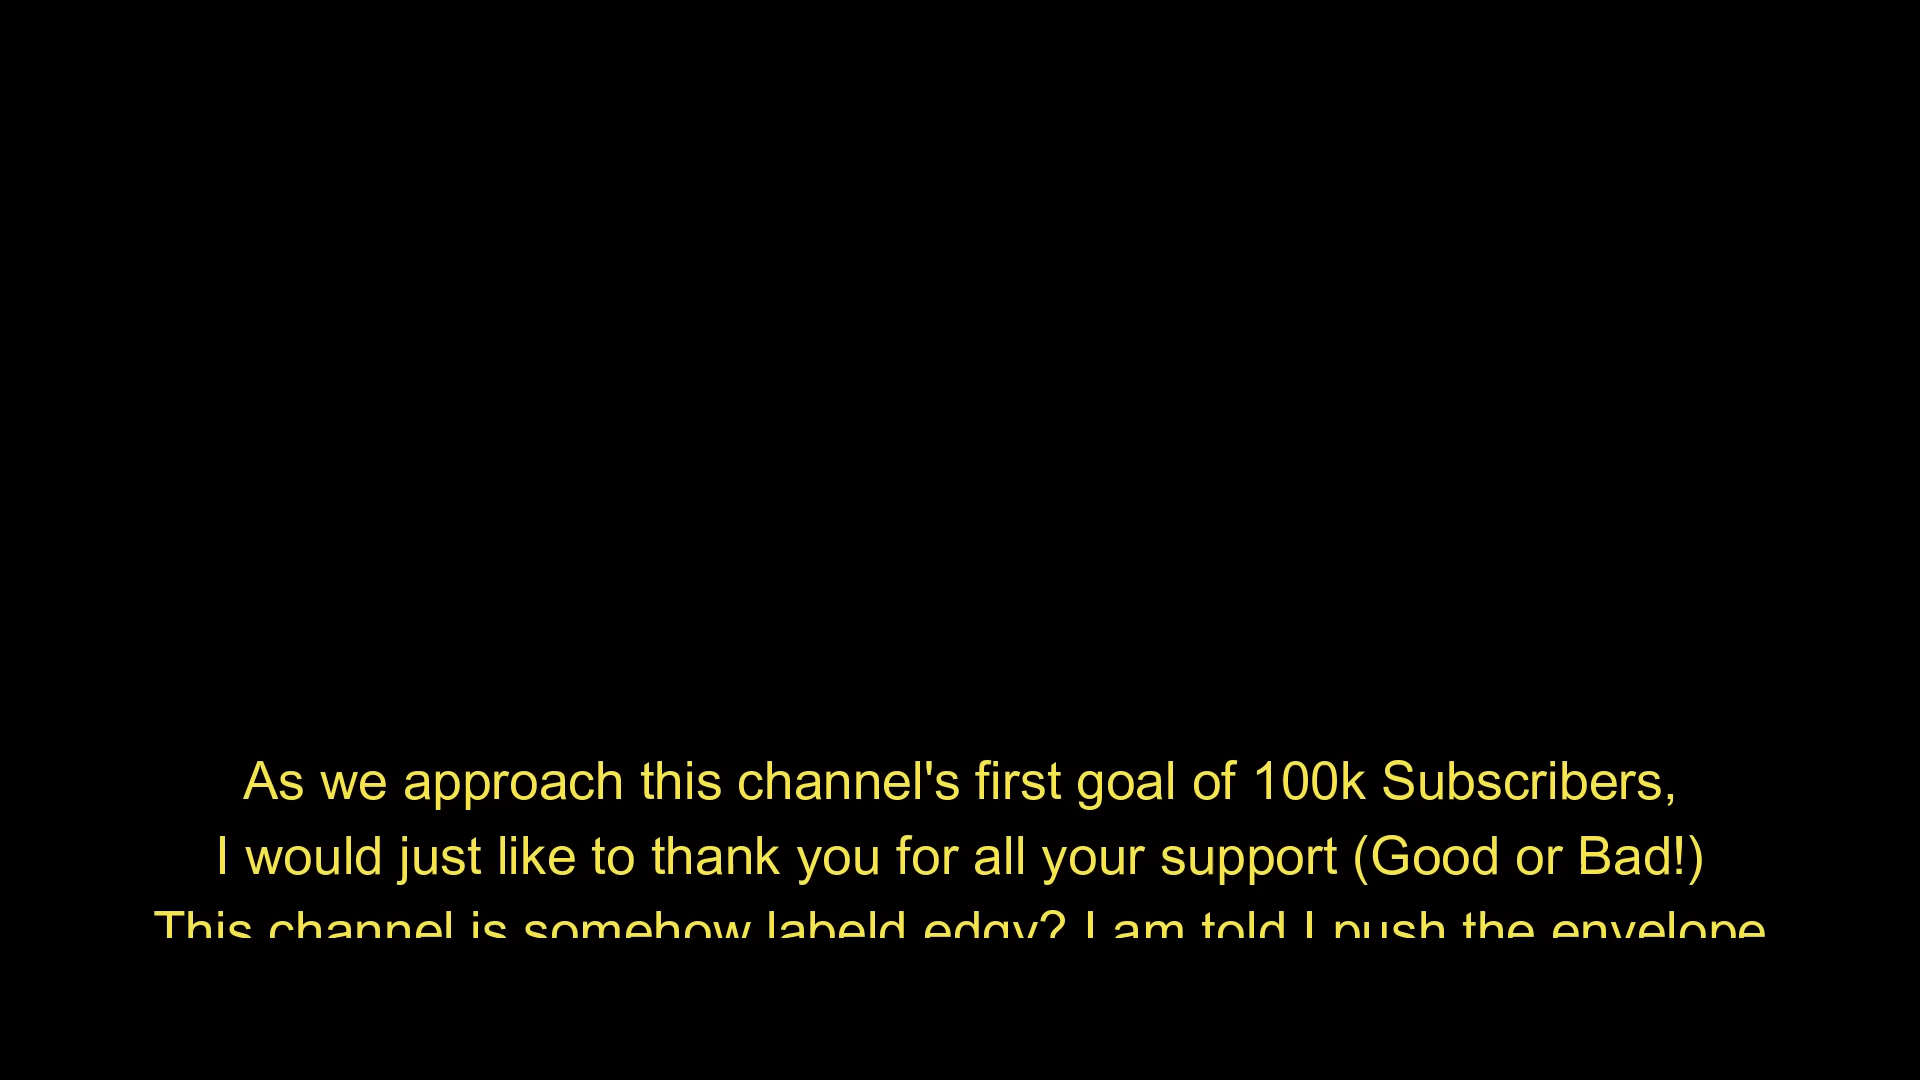 As we approach this channel's first goal of 100k Subscribers,
I would just like to thank you for all your support (Good or Bad!)
This channel is somehow labeld edgy? I am told I push the envelope